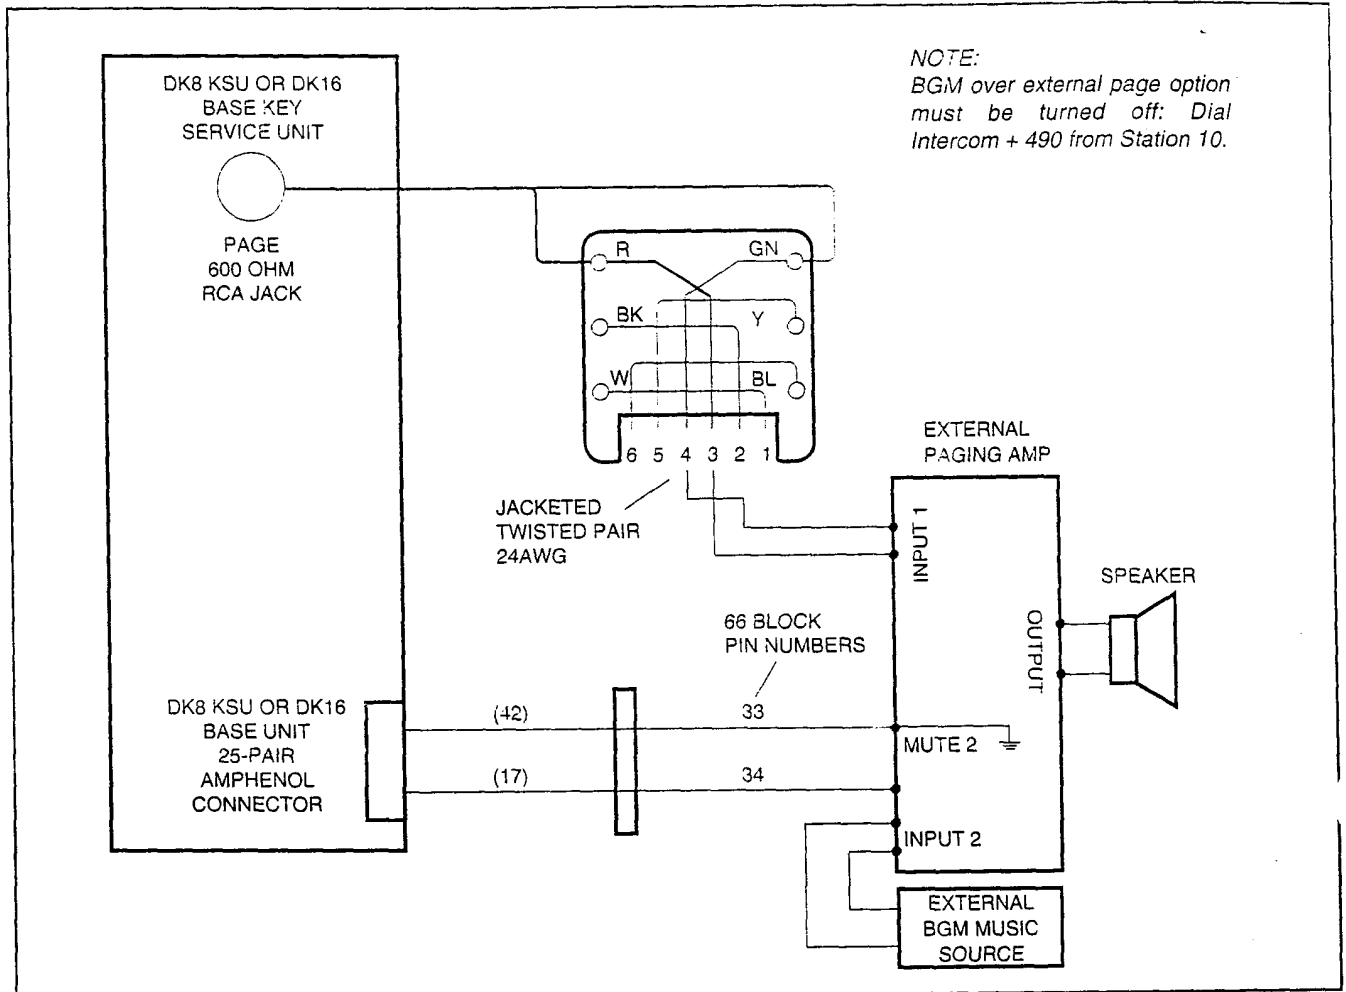 NOTE:
BGM over external page option
must be turned off: Dial
Intercom + 490 from Station 10.
DK8 KSU OR DK16
BASE KEY
SERVICE UNIT
PAGE
600 OHM
RCA JACK
R
GN
BK
Y
W
BL
6 5 4 3 2 1
JACKETED
TWISTED PAIR
24AWG
EXTERNAL
PAGING AMP
INPUT 1
SPEAKER
OUTPUT
66 BLOCK
PIN NUMBERS
DK8 KSU OR DK16
BASE UNIT
25-PAIR
AMPHENOL
CONNECTOR
(42)
33
MUTE 2
(17)
34
INPUT 2
EXTERNAL
BGM MUSIC
SOURCE